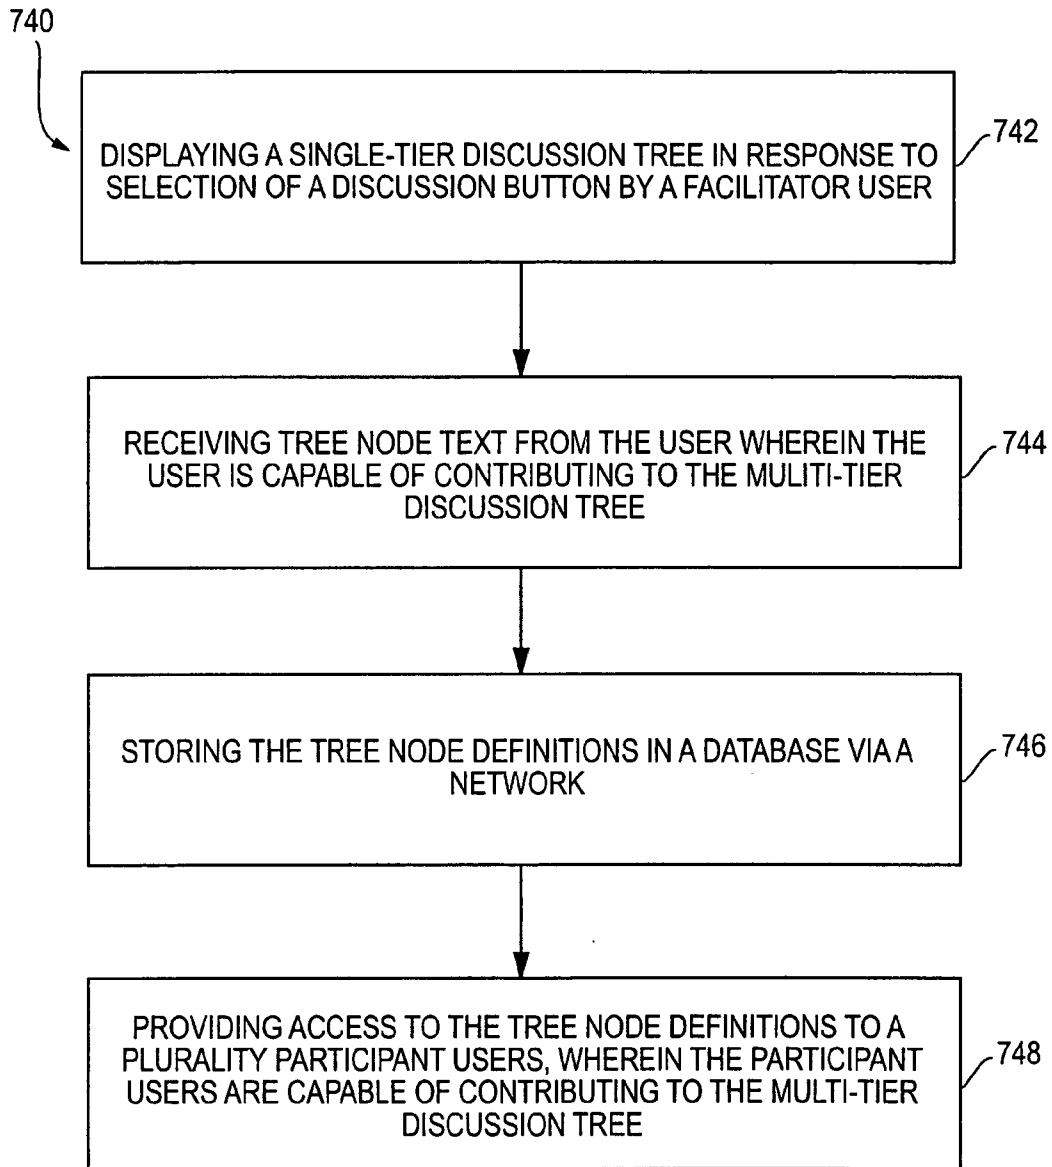 740
DISPLAYING A SINGLE-TIER DISCUSSION TREE IN RESPONSE TO
SELECTION OF A DISCUSSION BUTTON BY A FACILITATOR USER
742
RECEIVING TREE NODE TEXT FROM THE USER WHEREIN THE
USER IS CAPABLE OF CONTRIBUTING TO THE MULITI-TIER
DISCUSSION TREE
744
STORING THE TREE NODE DEFINITIONS IN A DATABASE VIA A
NETWORK
746
PROVIDING ACCESS TO THE TREE NODE DEFINITIONS TO A
PLURALITY PARTICIPANT USERS, WHEREIN THE PARTICIPANT
USERS ARE CAPABLE OF CONTRIBUTING TO THE MULTI-TIER
DISCUSSION TREE
748